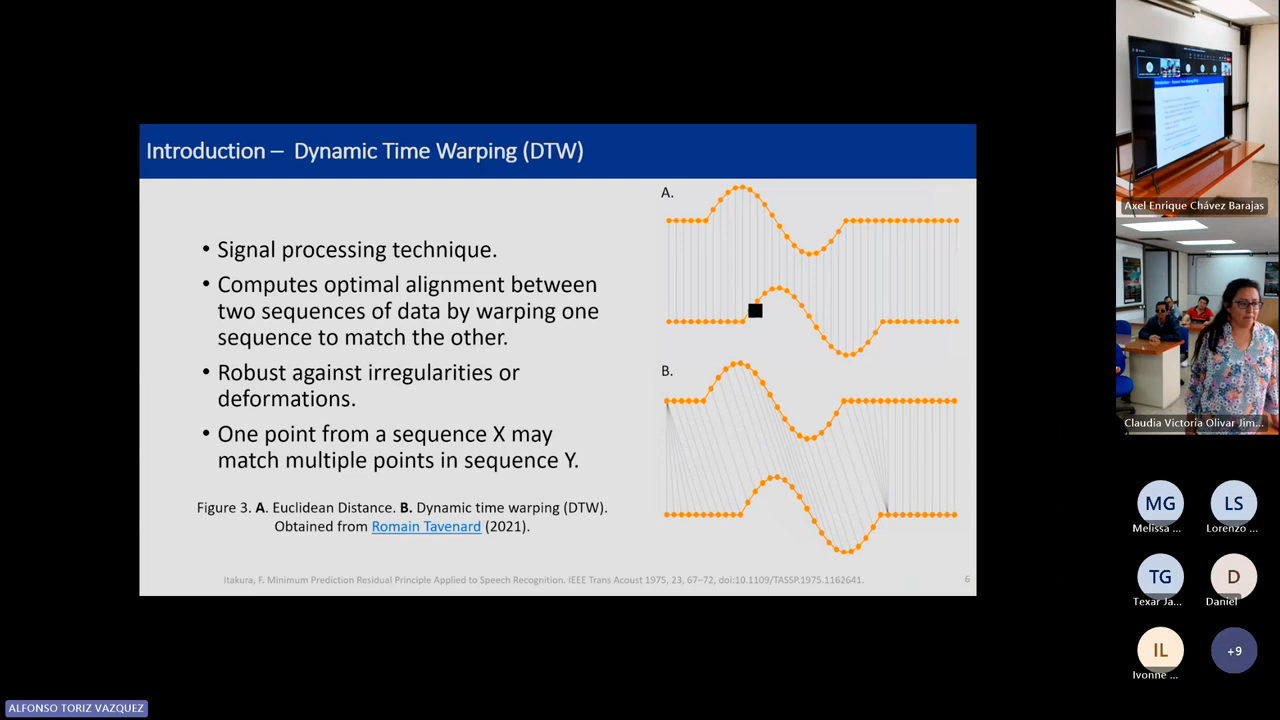 Introduction – Dynamic Time Warping (DTW)
• Signal processing technique.
• Computes optimal alignment between
two sequences of data by warping one
sequence to match the other.
• Robust against irregularities or
deformations.
• One point from a sequence X may
match multiple points in sequence Y.
Figure 3. A. Euclidean Distance. B. Dynamic time warping (DTW).
Obtained from Romain Tavenard (2021).
A.
B.
Itakura, F. Minimum Prediction Residual Principle Applied to Speech Recognition. IEEE Trans Acoust 1975, 23, 67–72, doi:10.1109/TASSP.1975.1162641.
6
Axel Enrique Chávez Barajas
Claudia Victoria Olivar Jim...
MG
Melissa ...
LS
Lorenzo ...
TG
Texar Ja...
D
Daniel
IL
Ivonne ...
+9
ALFONSO TORIZ VAZQUEZ